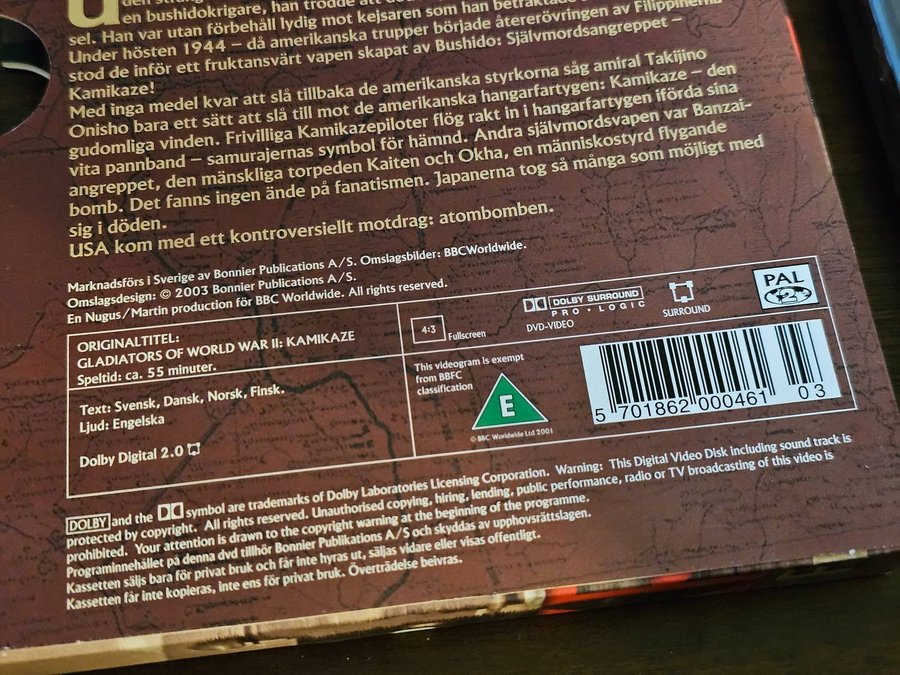 en bushidokrigare, han trodde att dö
sel. Han var utan förbehåll lydig mot kejsaren som han betraktade
Under hösten 1944 – då amerikanska trupper började återerövringen av Filippinerna
stod de inför ett fruktansvärt vapen skapat av Bushido: Självmordsangreppet –
Kamikaze!
Med inga medel kvar att slå tillbaka de amerikanska styrkorna såg amiral Takijino
Onisho bara ett sätt att slå till mot de amerikanska hangarfartygen: Kamikaze – den
gudomliga vinden. Frivilliga Kamikazepiloter flög rakt in i hangarfartygen iförda sina
vita pannband – samurajernas symbol för hämnd. Andra självmordsvapen var Banzai-
angreppet, den mänskliga torpeden Kaiten och Okha, en människostyrd flygande
bomb. Det fanns ingen ände på fanatismen. Japanerna tog så många som möjligt med
sig i döden.
USA kom med ett kontroversiellt motdrag: atombomben.
Marknadsförs i Sverige av Bonnier Publications A/S. Omslagsbilder: BBCWorldwide.
Omslagsdesign: © 2003 Bonnier Publications A/S.
En Nugus/Martin production för BBC Worldwide. All rights reserved.
ORIGINALTITEL:
GLADIATORS OF WORLD WAR II: KAMIKAZE
Speltid: ca. 55 minuter.
Text: Svensk, Dansk, Norsk, Finsk.
Ljud: Engelska
Dolby Digital 2.0
4:3 Fullscreen
DOLBY SURROUND
PRO • LOGIC
DVD-VIDEO
SURROUND
PAL
2
This videogram is exempt
from BBFC
classification
E
© BBC Worldwide Ltd 2001
5 701862 000461 03
DOLBY and the DD symbol are trademarks of Dolby Laboratories Licensing Corporation. Warning: This Digital Video Disk including sound track is
protected by copyright. All rights reserved. Unauthorised copying, hiring, lending, public performance, radio or TV broadcasting of this video is
prohibited. Your attention is drawn to the copyright warning at the beginning of the programme.
Programinnehållet på denna dvd tillhör Bonnier Publikations A/S och skyddas av upphovsrättslagen.
Kassetten säljs bara för privat bruk och får inte hyras ut, säljas vidare eller visas offentligt.
Kassetten får inte kopieras, inte ens för privat bruk. Överträdelse beivras.